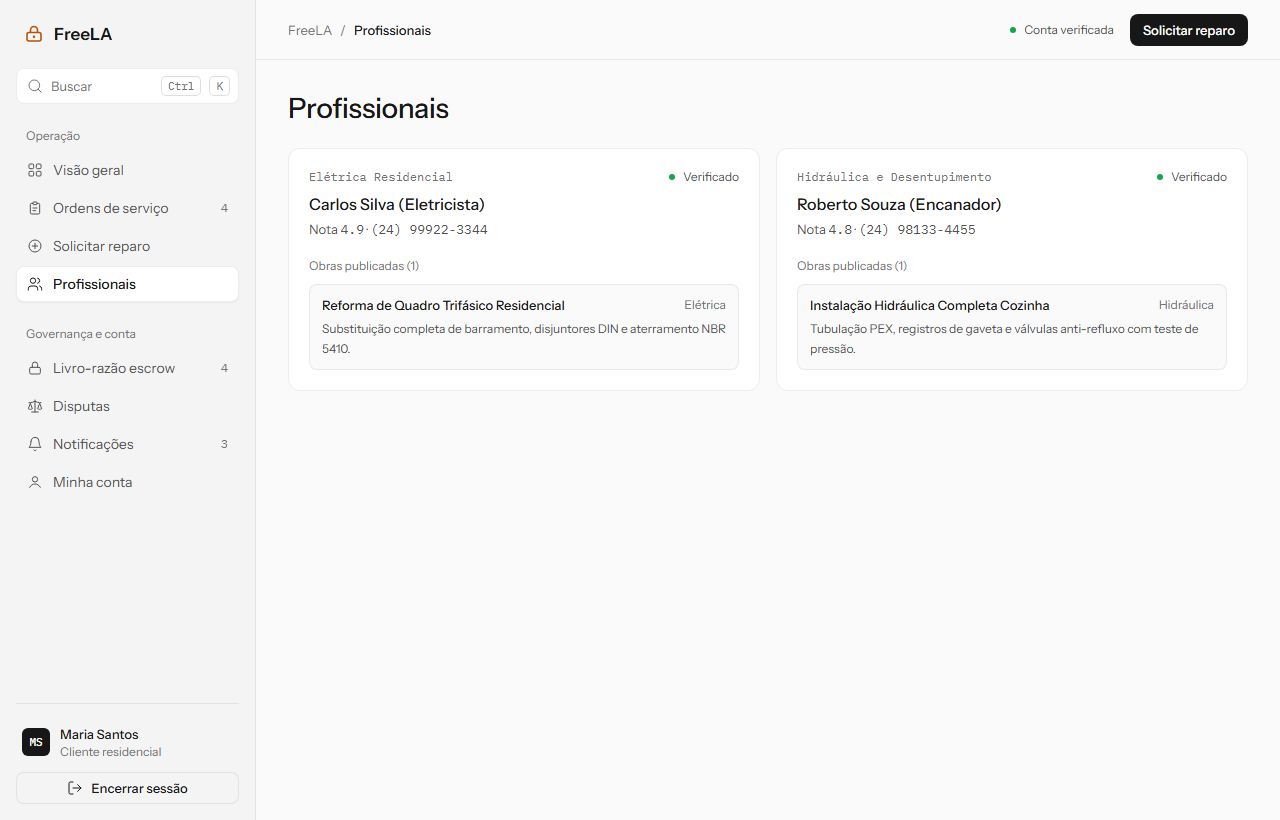 FreeLA
Buscar Ctrl K
Operação
Visão geral
Ordens de serviço 4
Solicitar reparo
Profissionais
Governança e conta
Livro-razão escrow 4
Disputas
Notificações 3
Minha conta
MS
Maria Santos
Cliente residencial
Encerrar sessão
FreeLA / Profissionais
Conta verificada
Solicitar reparo
Profissionais
Elétrica Residencial
Verificado
Carlos Silva (Eletricista)
Nota 4.9 · (24) 99922-3344
Obras publicadas (1)
Reforma de Quadro Trifásico Residencial
Elétrica
Substituição completa de barramento, disjuntores DIN e aterramento NBR
5410.
Hidráulica e Desentupimento
Verificado
Roberto Souza (Encanador)
Nota 4.8 · (24) 98133-4455
Obras publicadas (1)
Instalação Hidráulica Completa Cozinha
Hidráulica
Tubulação PEX, registros de gaveta e válvulas anti-refluxo com teste de
pressão.